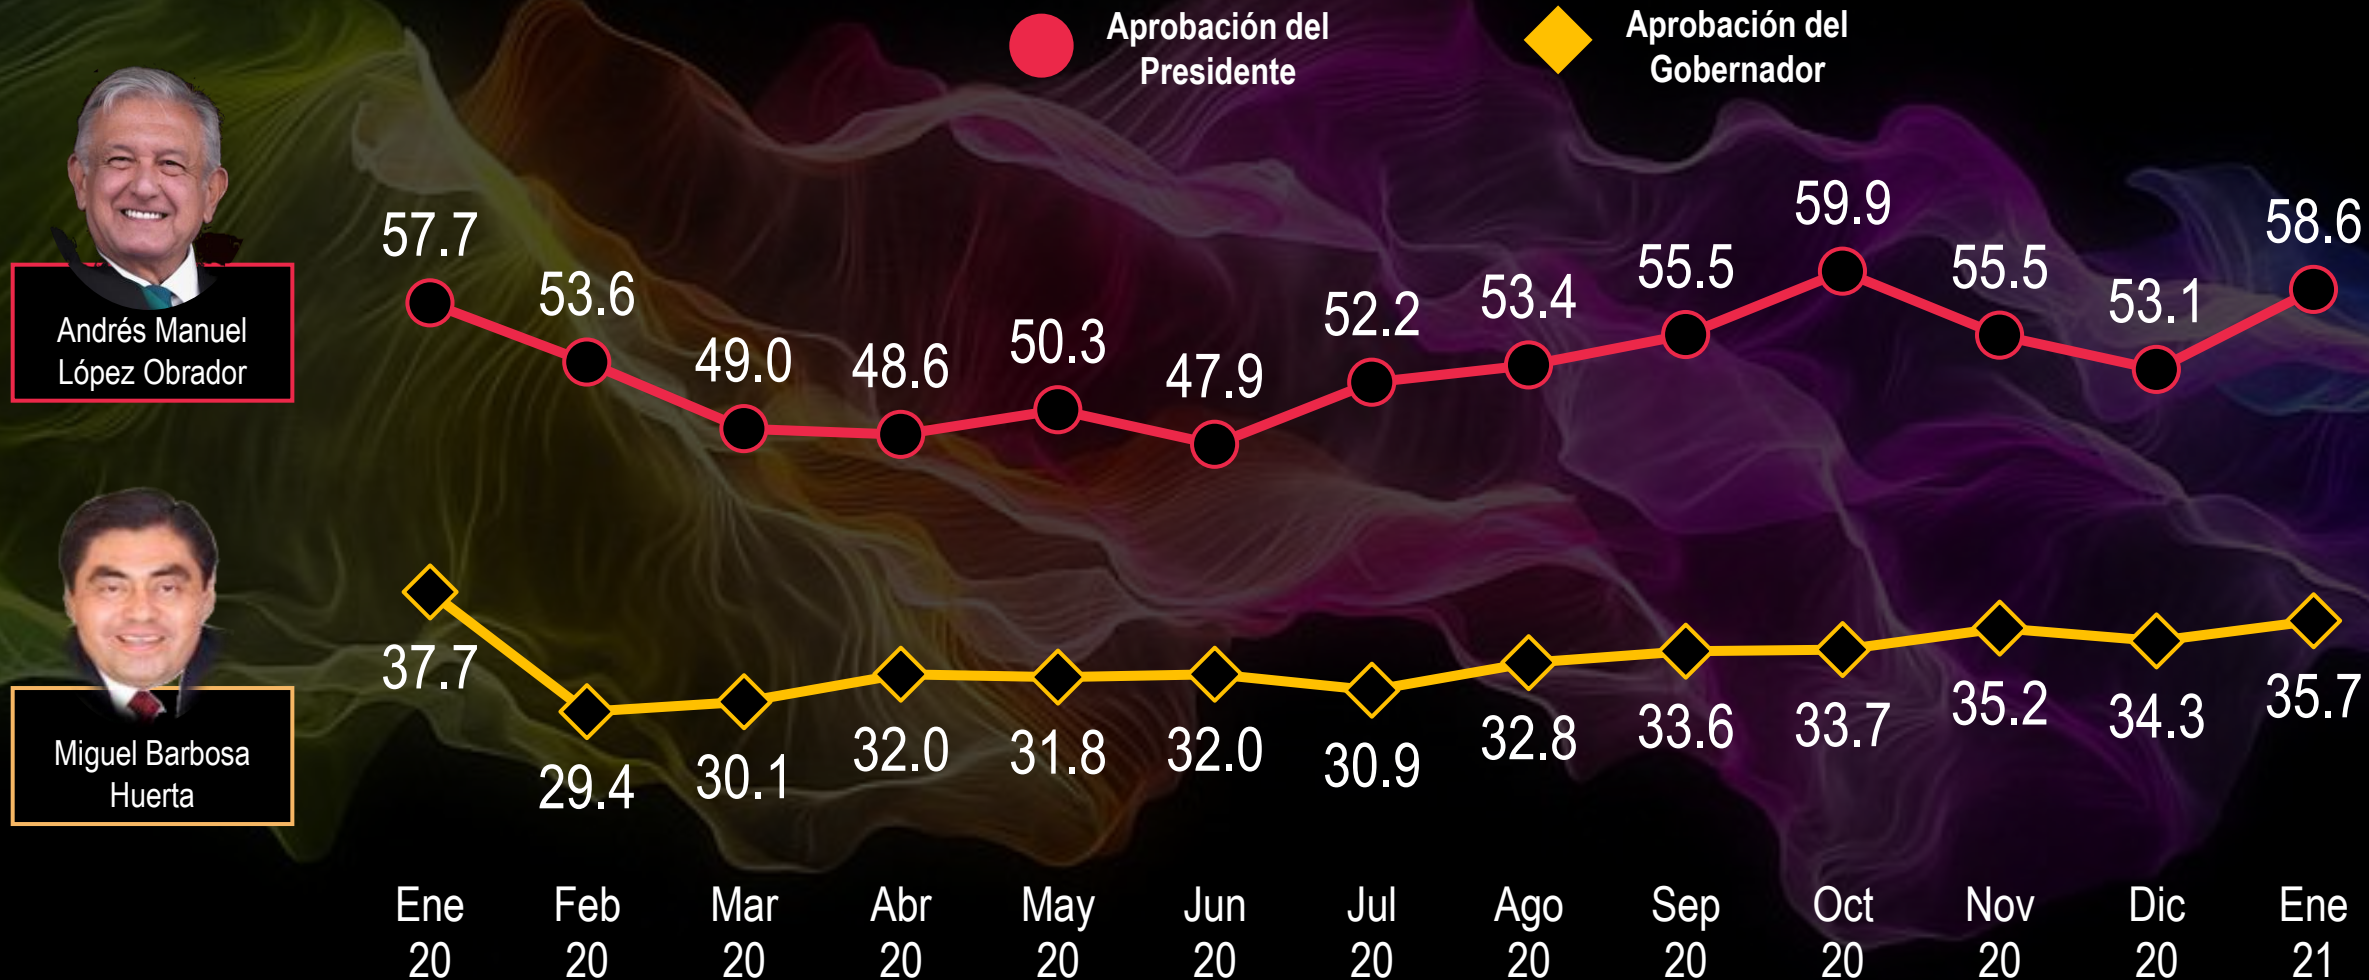 Aprobación del
Presidente
Aprobación del
Gobernador
Andrés Manuel
López Obrador
57.7 53.6 49.0 48.6 50.3 47.9 52.2 53.4 55.5 59.9 55.5 53.1 58.6
Miguel Barbosa
Huerta
37.7 29.4 30.1 32.0 31.8 32.0 30.9 32.8 33.6 33.7 35.2 34.3 35.7
Ene Feb Mar Abr May Jun Jul Ago Sep Oct Nov Dic Ene
20 20 20 20 20 20 20 20 20 20 20 20 21